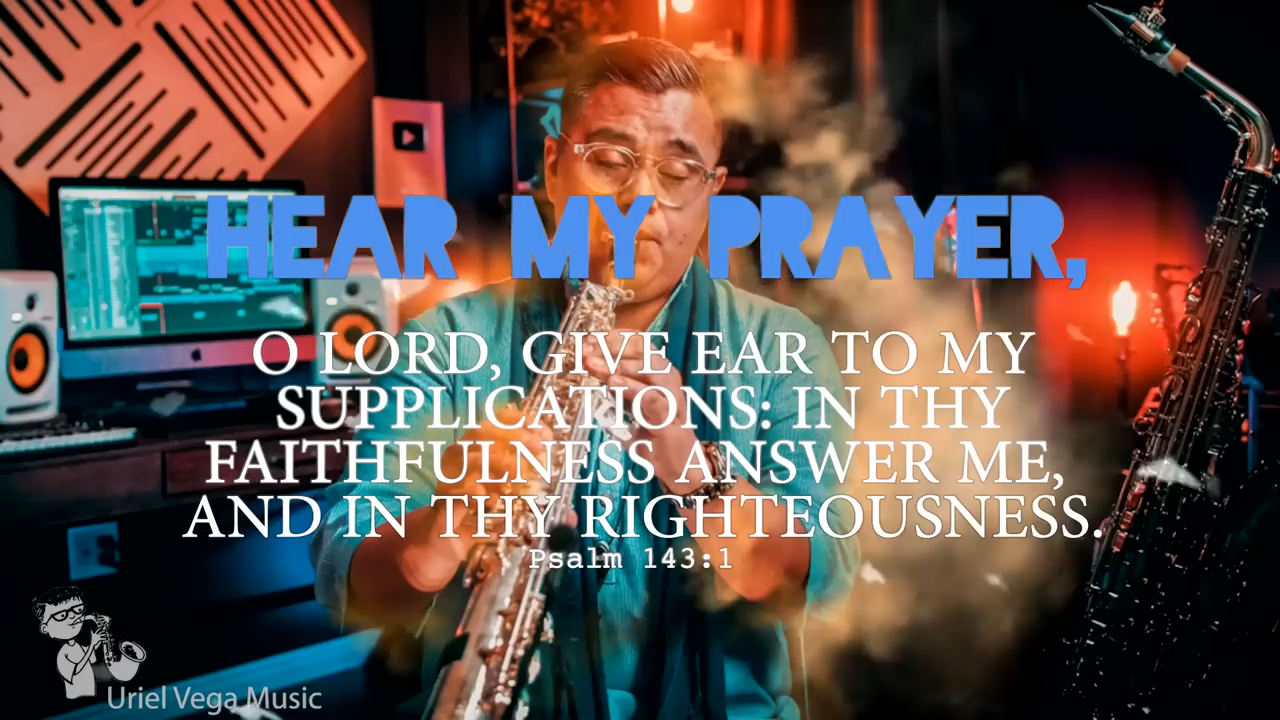 HEAR MY PRAYER,
O LORD, GIVE EAR TO MY
SUPPLICATIONS: IN THY
FAITHFULNESS ANSWER ME,
AND IN THY RIGHTEOUSNESS.
Psalm 143:1
Uriel Vega Music